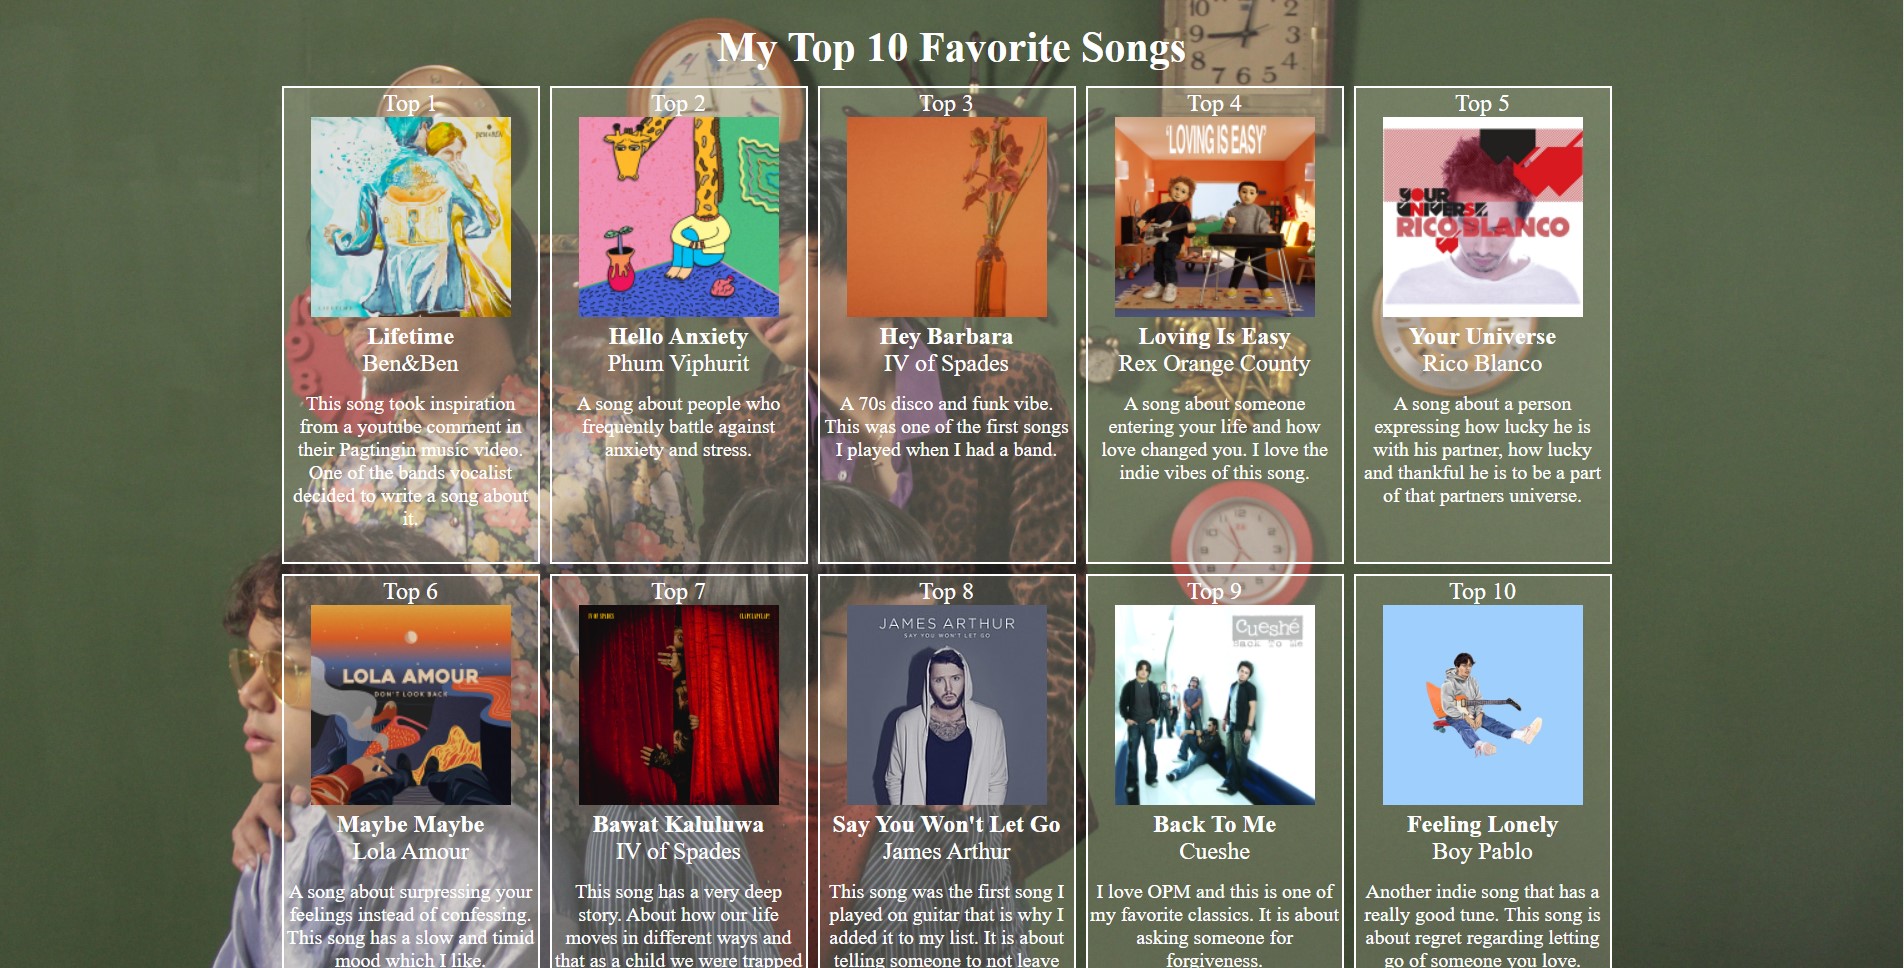 My Top 10 Favorite Songs
Top 1
Lifetime
Ben&Ben
This song took inspiration
from a youtube comment in
their Pagtingin music video.
One of the bands vocalist
decided to write a song about
it.
Top 2
Hello Anxiety
Phum Viphurit
A song about people who
frequently battle against
anxiety and stress.
Top 3
Hey Barbara
IV of Spades
A 70s disco and funk vibe.
This was one of the first songs
I played when I had a band.
Top 4
'LOVING IS EASY'
Loving Is Easy
Rex Orange County
A song about someone
entering your life and how
love changed you. I love the
indie vibes of this song.
Top 5
YOUR
UNIVERSE
RICO BLANCO
Your Universe
Rico Blanco
A song about a person
expressing how lucky he is
with his partner, how lucky
and thankful he is to be a part
of that partners universe.
Top 6
LOLA AMOUR
DON'T LOOK BACK
Maybe Maybe
Lola Amour
A song about surpressing your
feelings instead of confessing.
This song has a slow and timid
mood which I like.
Top 7
IV OF SPADES
CLAPCLAPCLAP!
Bawat Kaluluwa
IV of Spades
This song has a very deep
story. About how our life
moves in different ways and
that as a child we were trapped
Top 8
JAMES ARTHUR
SAY YOU WON'T LET GO
Say You Won't Let Go
James Arthur
This song was the first song I
played on guitar that is why I
added it to my list. It is about
telling someone to not leave
Top 9
Cueshé
Back To Me
Back To Me
Cueshe
I love OPM and this is one of
my favorite classics. It is about
asking someone for
forgiveness.
Top 10
Feeling Lonely
Boy Pablo
Another indie song that has a
really good tune. This song is
about regret regarding letting
go of someone you love.